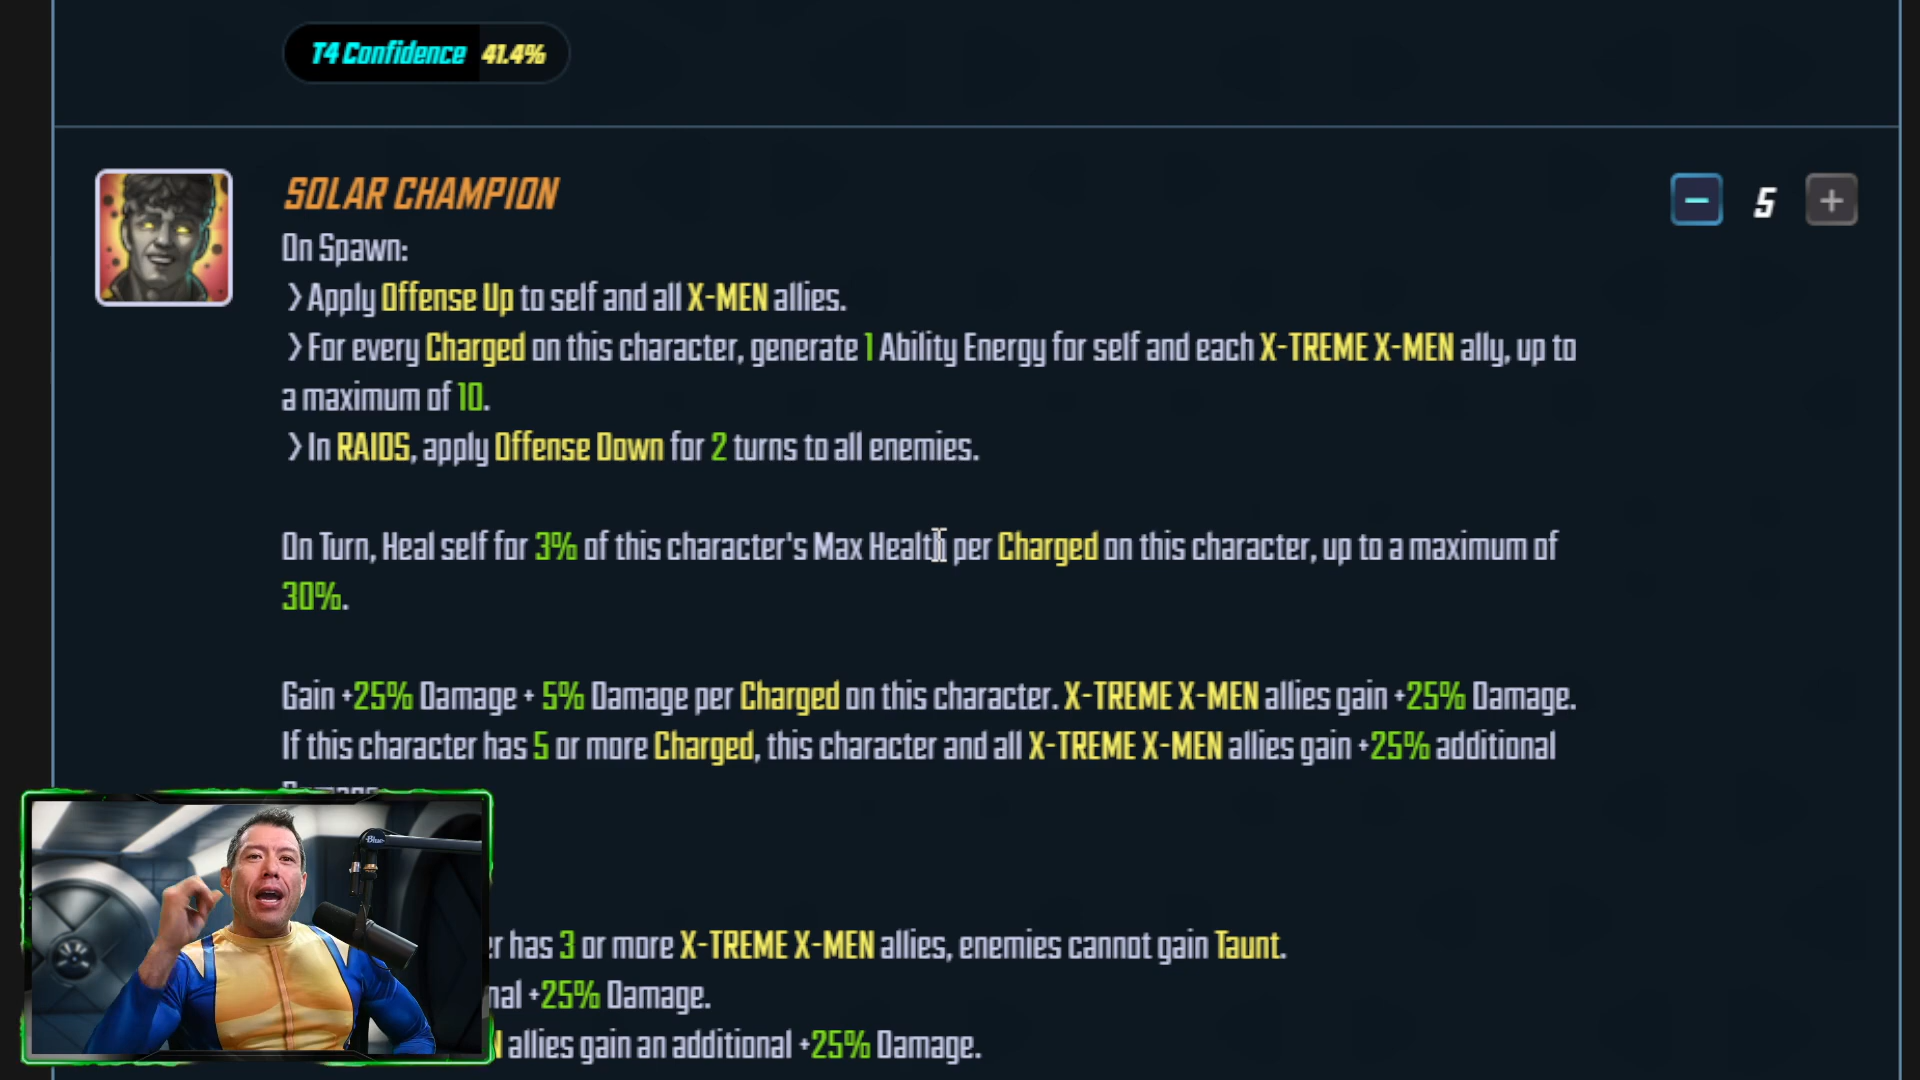 T4 Confidence 41.4%
SOLAR CHAMPION
− 5 +
On Spawn:
❭Apply Offense Up to self and all X-MEN allies.
❭For every Charged on this character, generate 1 Ability Energy for self and each X-TREME X-MEN ally, up to
a maximum of 10.
❭In RAIDS, apply Offense Down for 2 turns to all enemies.
On Turn, Heal self for 3% of this character's Max Health per Charged on this character, up to a maximum of
30%.
Gain +25% Damage + 5% Damage per Charged on this character. X-TREME X-MEN allies gain +25% Damage.
If this character has 5 or more Charged, this character and all X-TREME X-MEN allies gain +25% additional
has 3 or more X-TREME X-MEN allies, enemies cannot gain Taunt.
+25% Damage.
allies gain an additional +25% Damage.
Blue